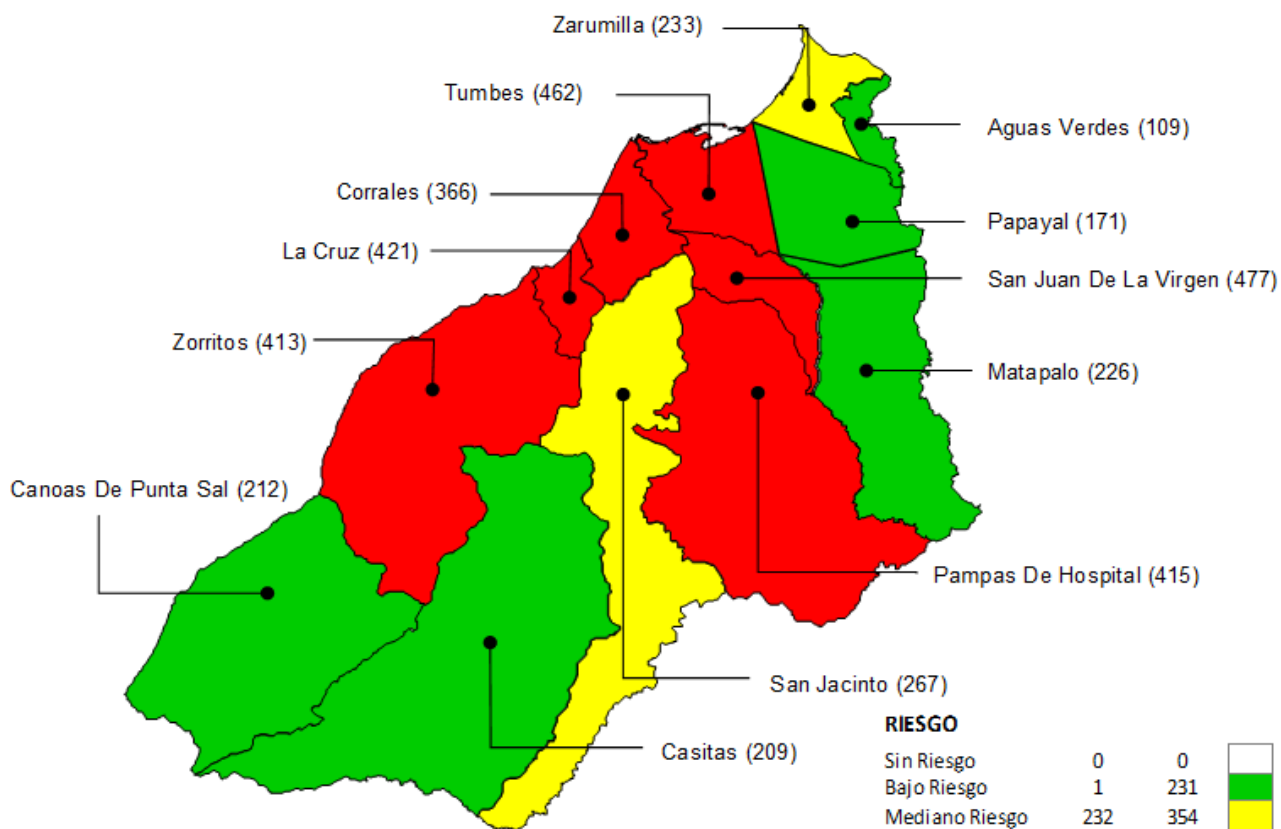 Zarumilla (233)
Tumbes (462)
Aguas Verdes (109)
Corrales (366)
Papayal (171)
La Cruz (421)
San Juan De La Virgen (477)
Zorritos (413)
Matapalo (226)
Canoas De Punta Sal (212)
Pampas De Hospital (415)
San Jacinto (267)
Casitas (209)
RIESGO
Sin Riesgo 0 0
Bajo Riesgo 1 231
Mediano Riesgo 232 354